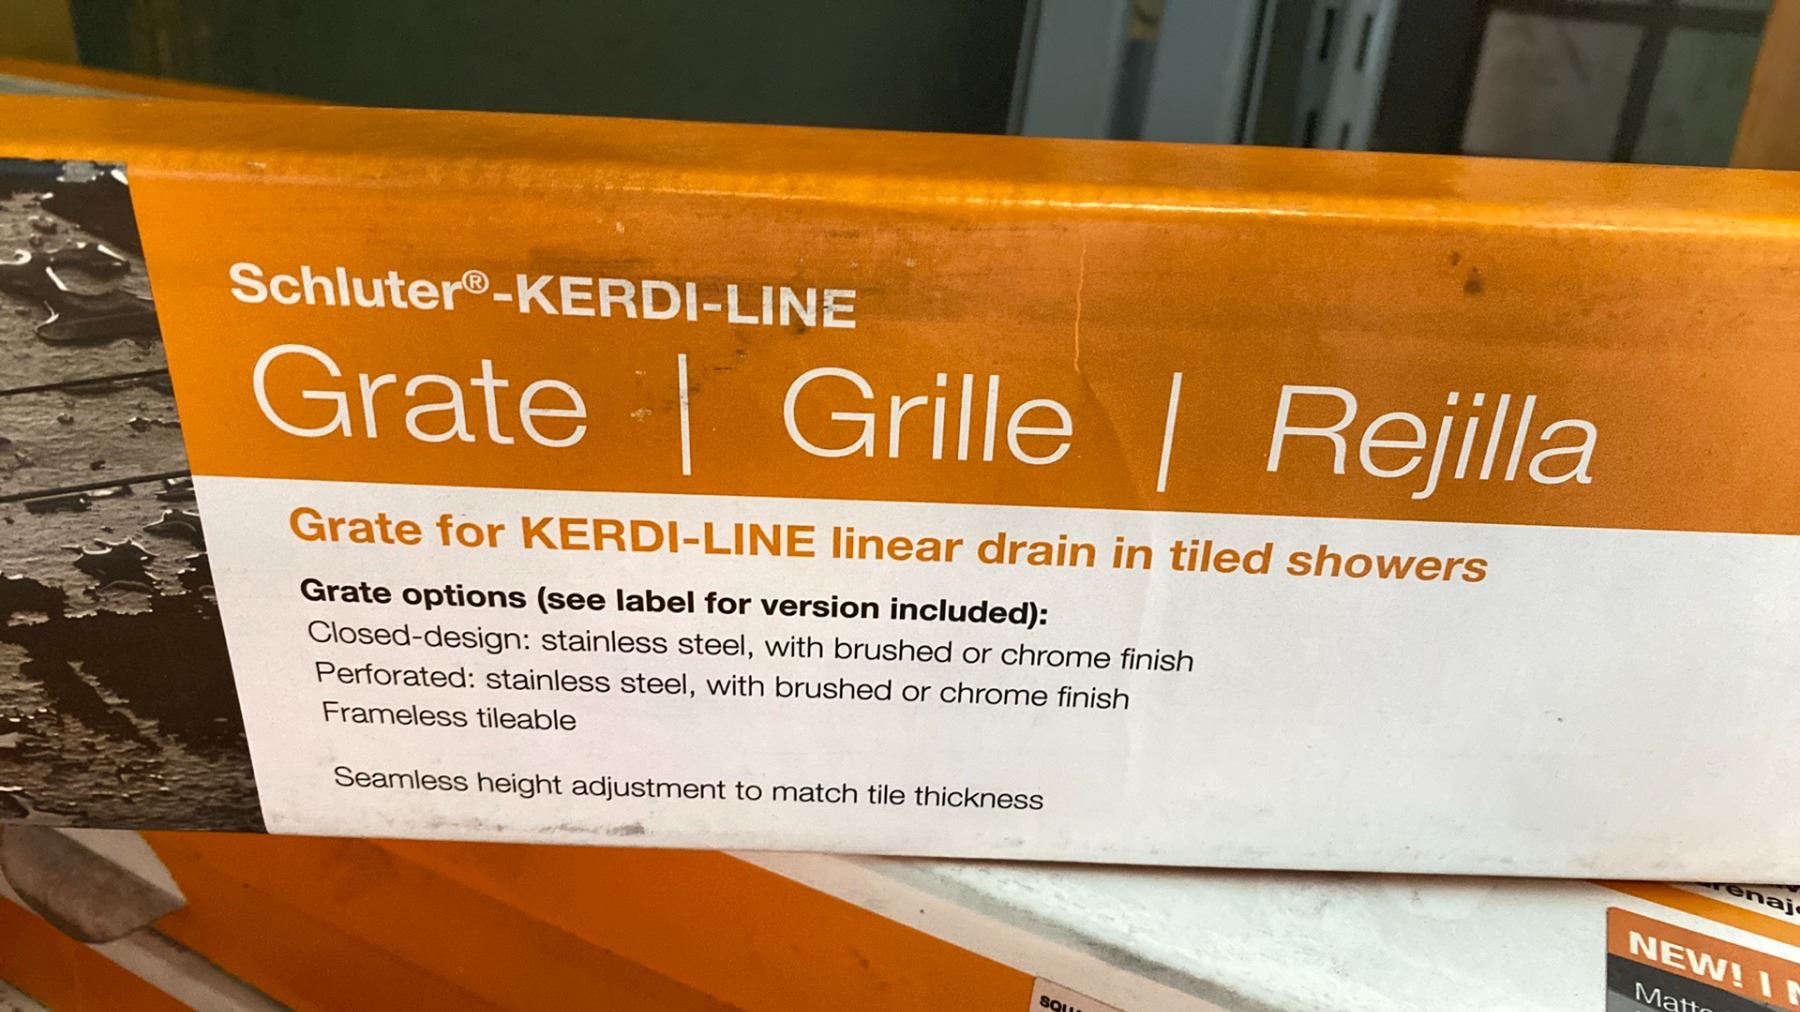 Schluter®-KERDI-LINE
Grate | Grille | Rejilla
Grate for KERDI-LINE linear drain in tiled showers
Grate options (see label for version included):
Closed-design: stainless steel, with brushed or chrome finish
Perforated: stainless steel, with brushed or chrome finish
Frameless tileable
Seamless height adjustment to match tile thickness
NEW! |